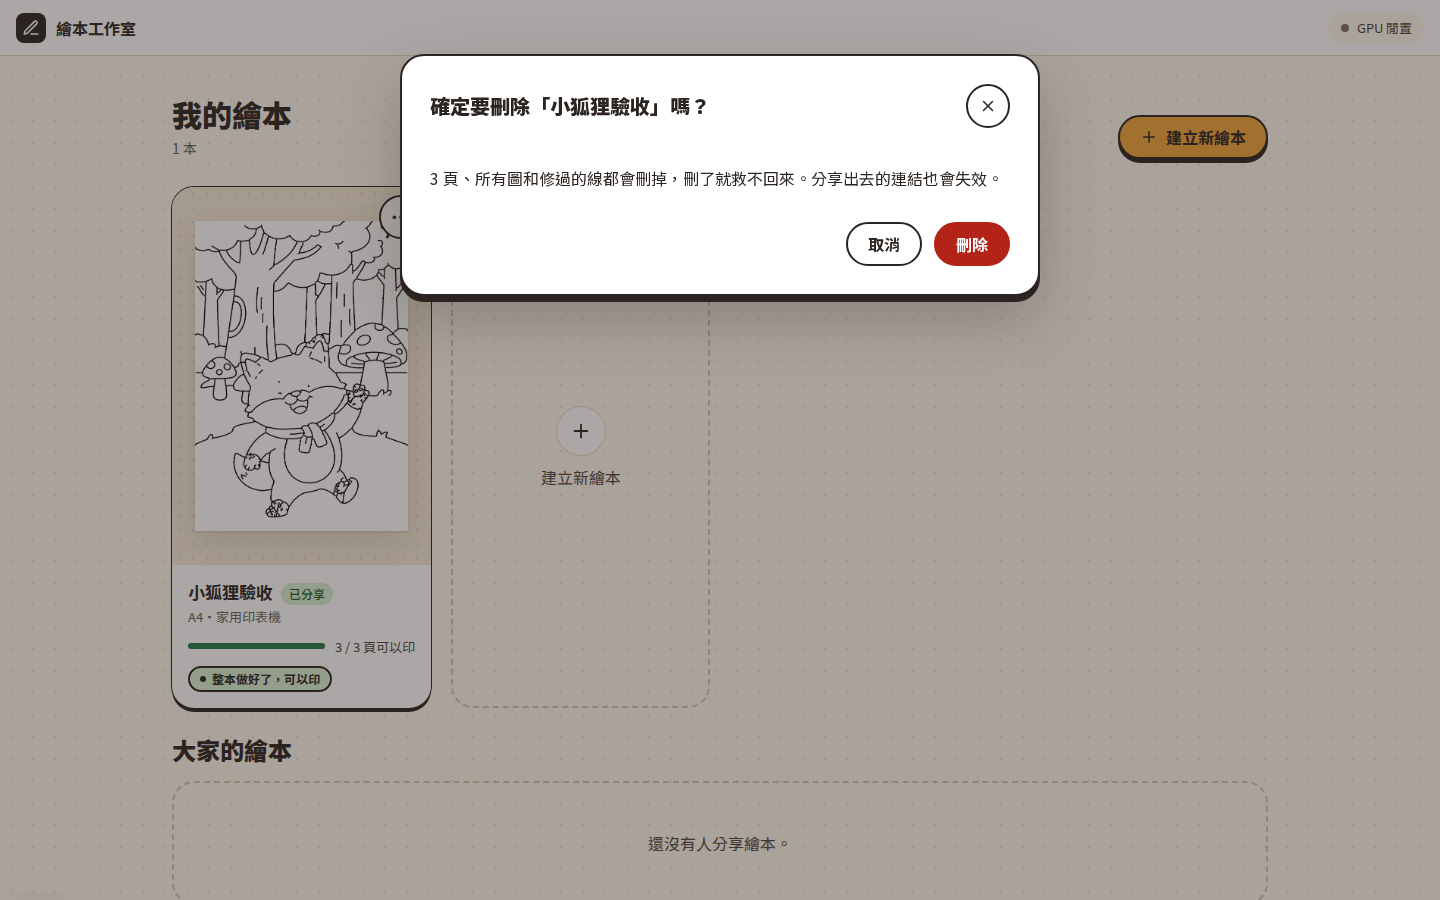 繪本工作室
GPU 閒置
確定要刪除「小狐狸驗收」嗎？
3 頁、所有圖和修過的線都會刪掉，刪了就救不回來。分享出去的連結也會失效。
取消
刪除
我的繪本
1 本
建立新繪本
建立新繪本
小狐狸驗收
已分享
A4・家用印表機
3 / 3 頁可以印
整本做好了，可以印
大家的繪本
還沒有人分享繪本。